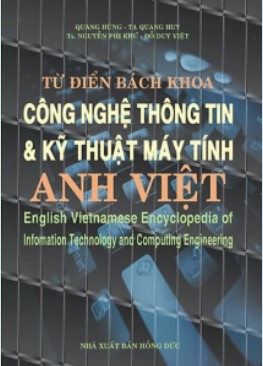 QUANG HÙNG - TẠ QUANG HUY
Ts. NGUYỄN PHI KHỨ - ĐỖ DUY VIỆT
TỪ ĐIỂN BÁCH KHOA
CÔNG NGHỆ THÔNG TIN
& KỸ THUẬT MÁY TÍNH
ANH VIỆT
English Vietnamese Encyclopedia of
Infomation Technology and Computing Engineering
NHÀ XUẤT BẢN HỒNG ĐỨC